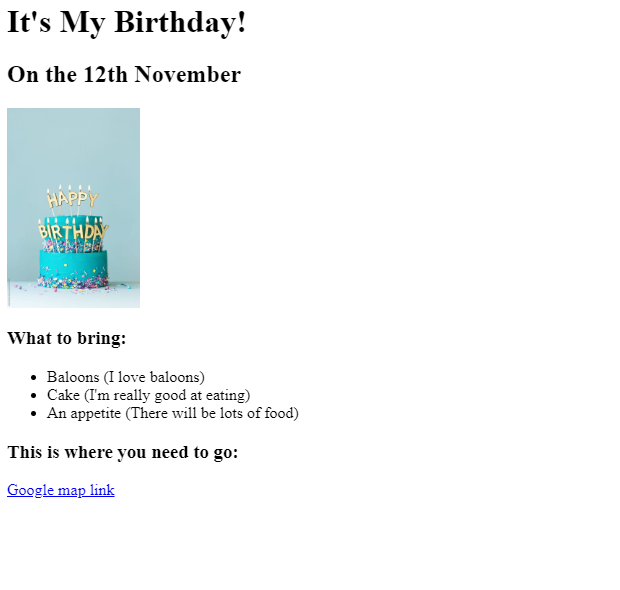 It's My Birthday!
On the 12th November
HAPPY
BIRTHDAY
What to bring:
Baloons (I love baloons)
Cake (I'm really good at eating)
An appetite (There will be lots of food)
This is where you need to go:
Google map link